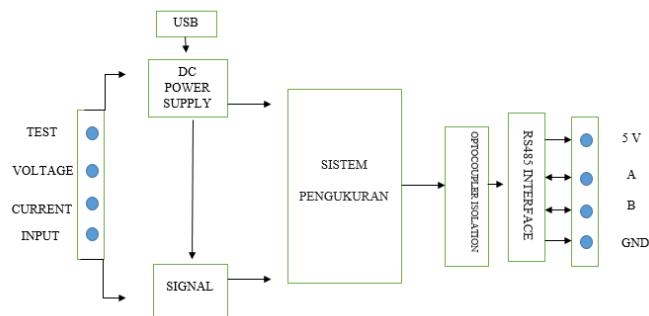 USB
DC
POWER
SUPPLY
TEST
VOLTAGE
CURRENT
INPUT
SIGNAL
SISTEM
PENGUKURAN
OPTOCOUPLER ISOLATION
RS485 INTERFACE
5 V
A
B
GND